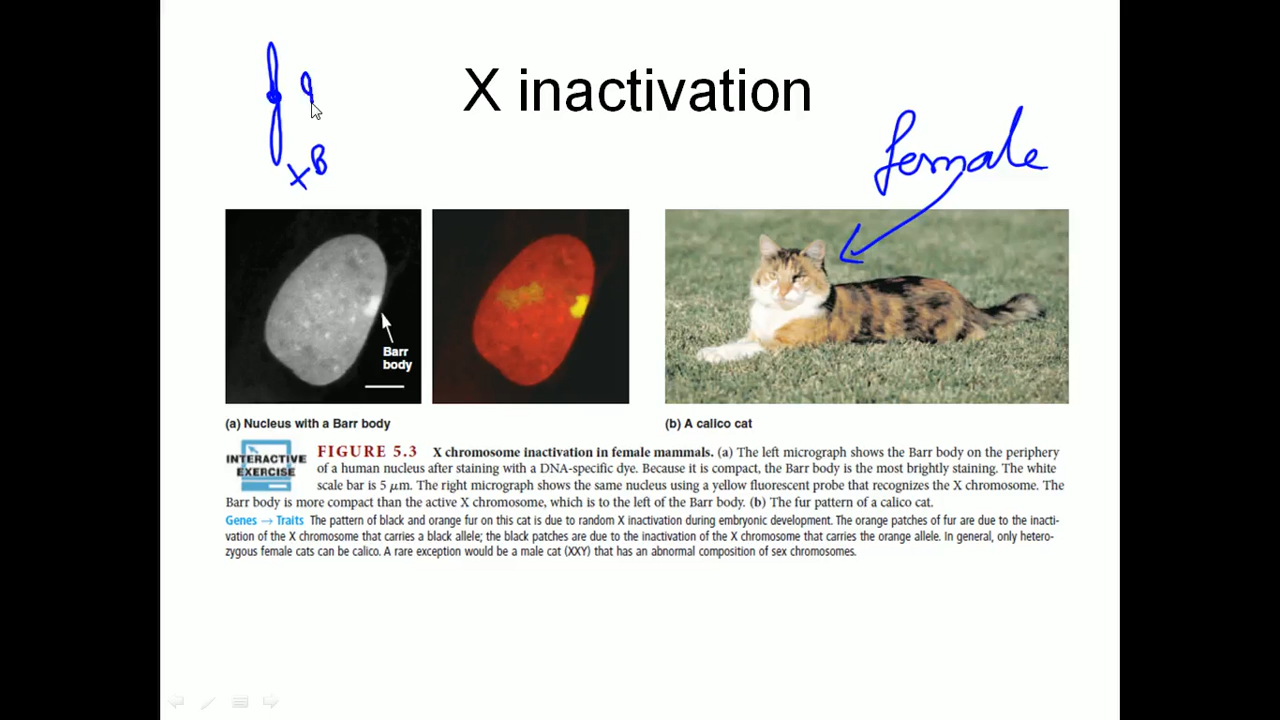 X inactivation
female
X B
Barr
body
(a) Nucleus with a Barr body
(b) A calico cat
INTERACTIVE
EXERCISE
FIGURE 5.3 X chromosome inactivation in female mammals. (a) The left micrograph shows the Barr body on the periphery
of a human nucleus after staining with a DNA-specific dye. Because it is compact, the Barr body is the most brightly staining. The white
scale bar is 5 μm. The right micrograph shows the same nucleus using a yellow fluorescent probe that recognizes the X chromosome. The
Barr body is more compact than the active X chromosome, which is to the left of the Barr body. (b) The fur pattern of a calico cat.
Genes → Traits The pattern of black and orange fur on this cat is due to random X inactivation during embryonic development. The orange patches of fur are due to the inacti-
vation of the X chromosome that carries a black allele; the black patches are due to the inactivation of the X chromosome that carries the orange allele. In general, only hetero-
zygous female cats can be calico. A rare exception would be a male cat (XXY) that has an abnormal composition of sex chromosomes.